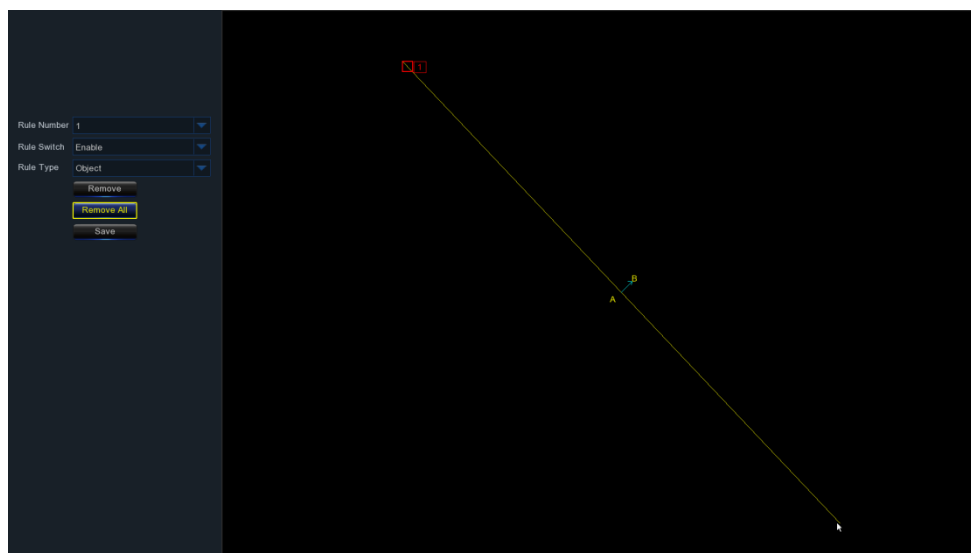 1
Rule Number 1
Rule Switch Enable
Rule Type Object
Remove
Remove All
Save
B
A